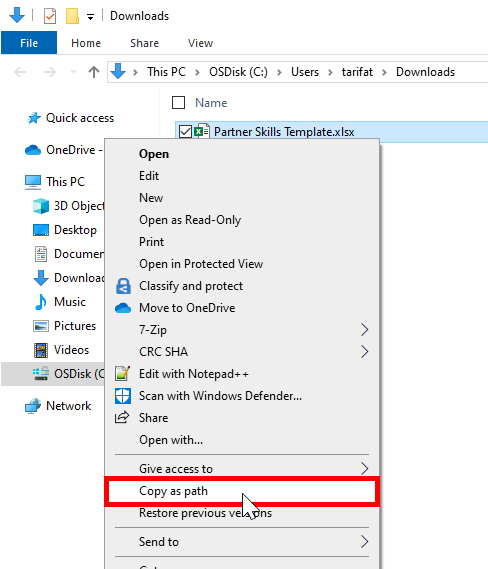 Downloads
File
Home
Share
View
This PC > OSDisk (C:) > Users > tarifat > Downloads
Name
Quick access
Partner Skills Template.xlsx
OneDrive -
This PC
3D Objec
Desktop
Documen
Download
Music
Pictures
Videos
OSDisk (C
Network
Open
Edit
New
Open as Read-Only
Print
Open in Protected View
Classify and protect
Move to OneDrive
7-Zip
CRC SHA
Edit with Notepad++
Scan with Windows Defender...
Share
Open with...
Give access to
Copy as path
Restore previous versions
Send to